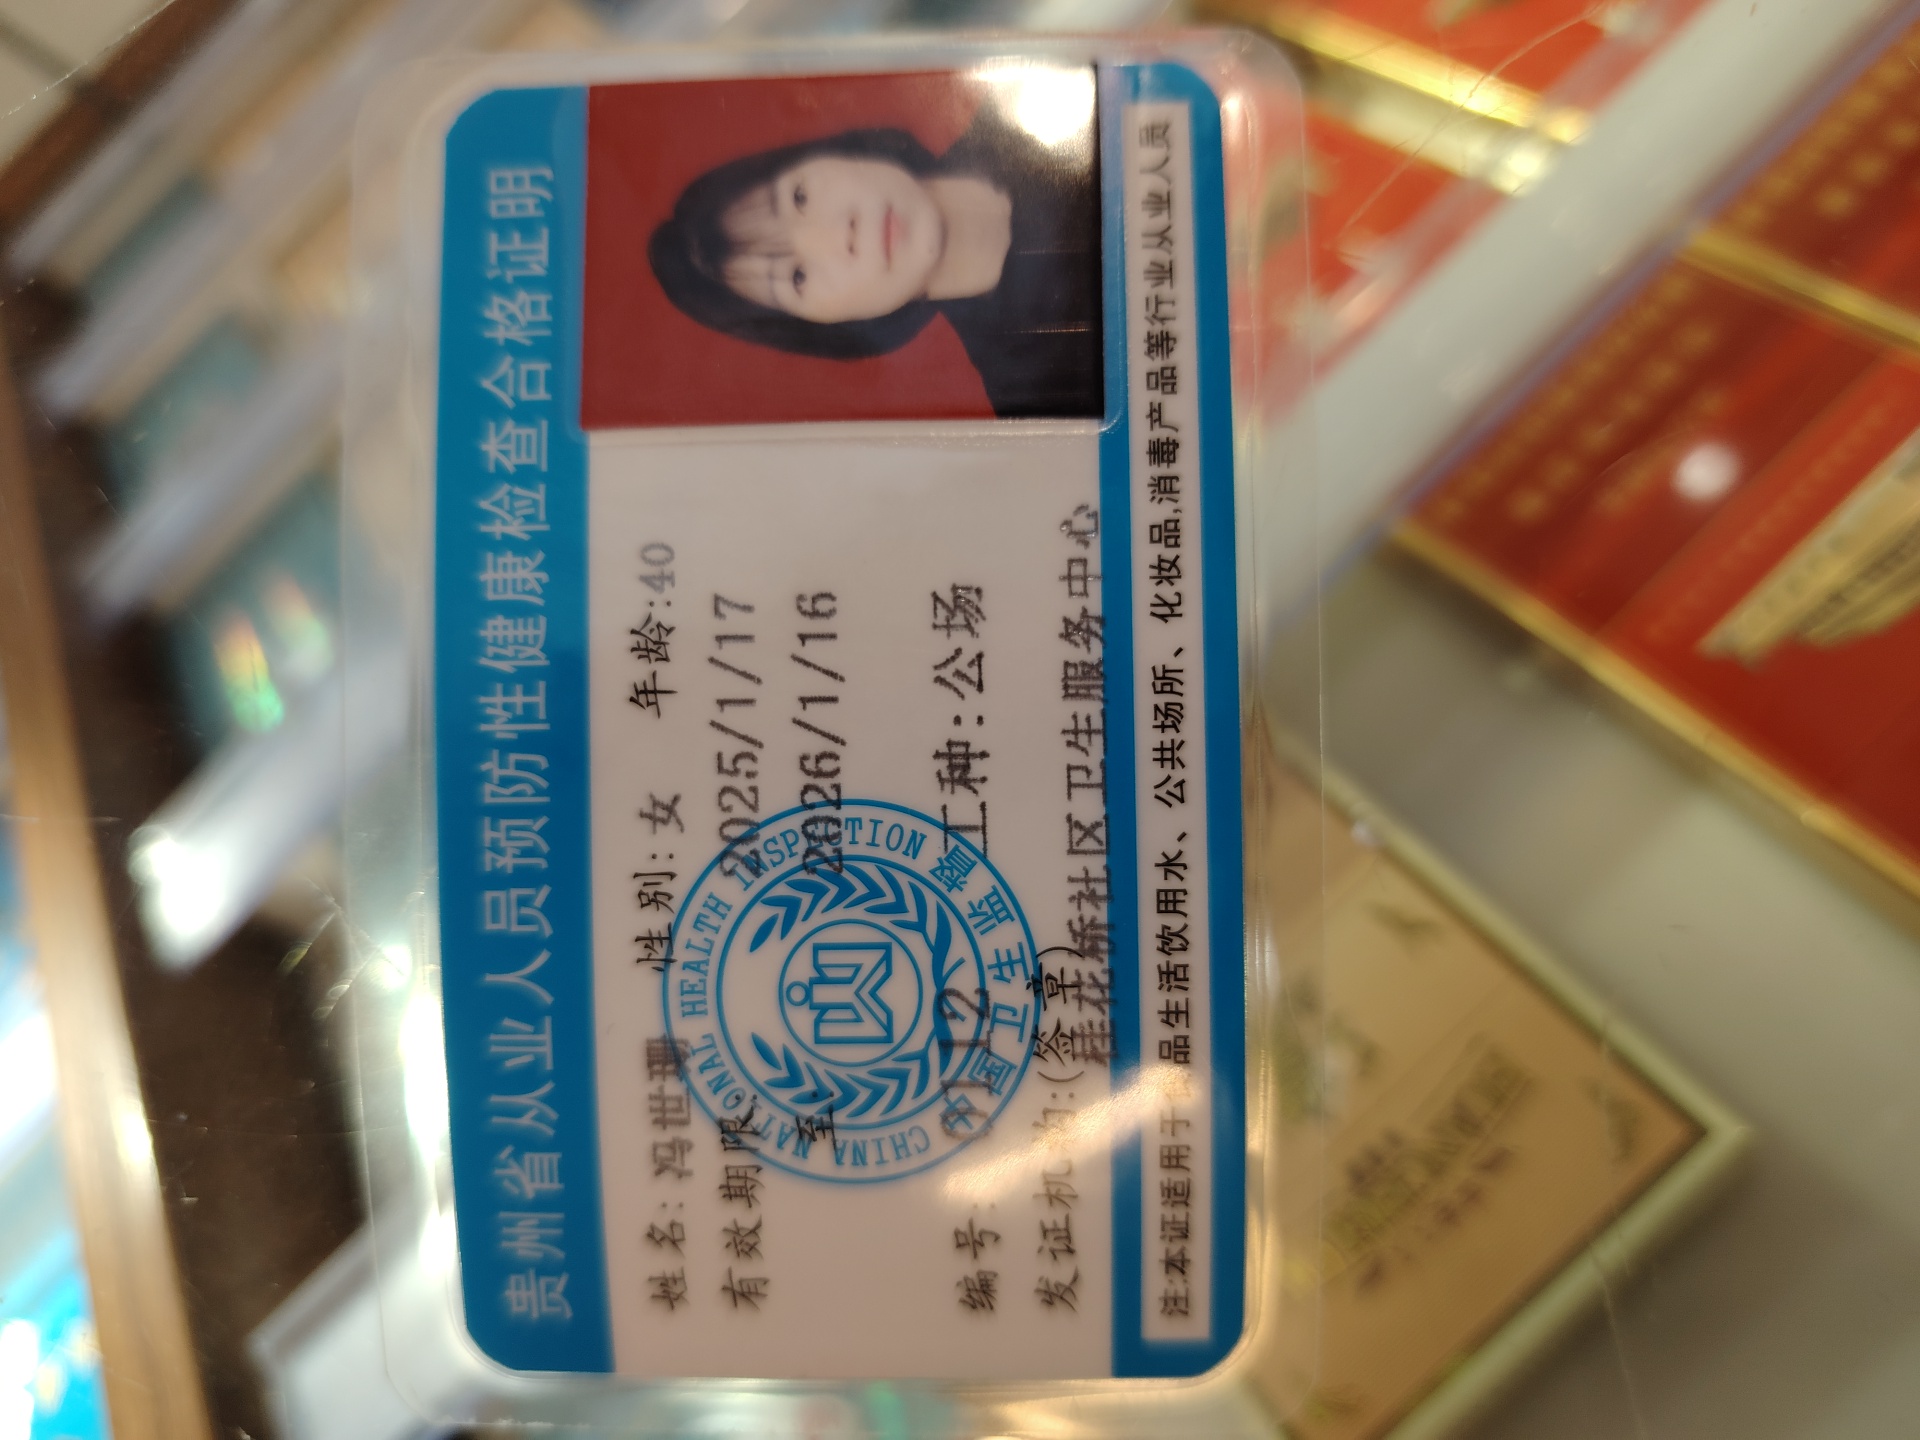 贵州省从业人员预防性健康检查合格证明
姓名:冯世珊 性别:女 年龄:40
有效期限: 2025/1/17
至: 2026/1/16
编号: 工种:公场
发证机构:(签章)
桂花桥社区卫生服务中心
CHINA NATIONAL HEALTH INSPECTION
中国卫生监督
注:本证适用于 品生活饮用水、公共场所、化妆品,消毒产品等行业从业人员